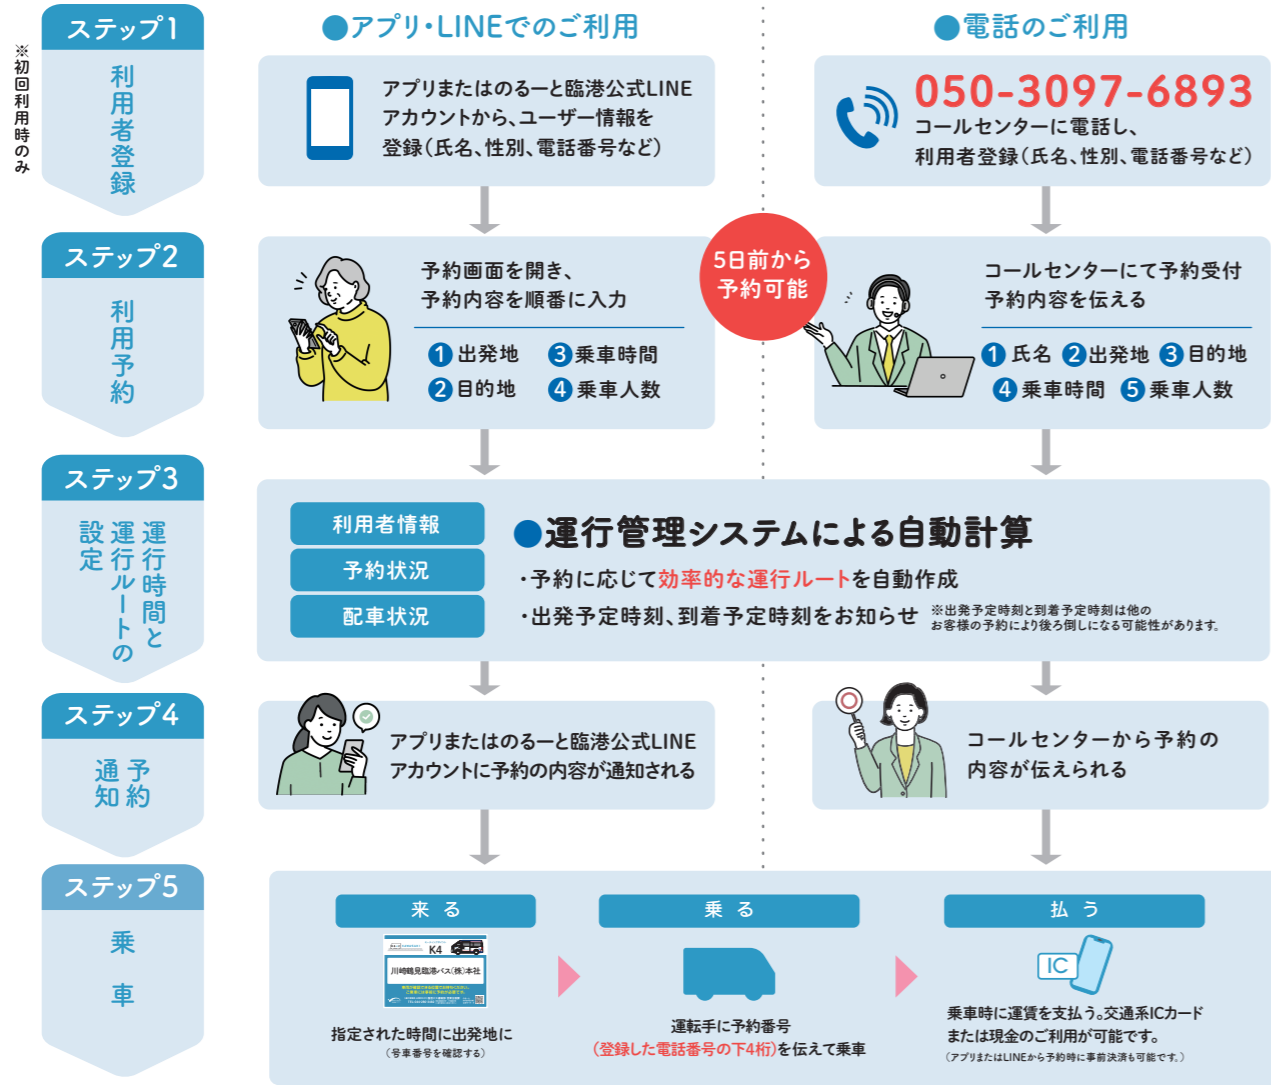 ステップ1
利用者登録
※初回利用時のみ
●アプリ・LINEでのご利用
アプリまたはのるーと臨港公式LINE
アカウントから、ユーザー情報を
登録（氏名、性別、電話番号など）
●電話のご利用
050-3097-6893
コールセンターに電話し、
利用者登録（氏名、性別、電話番号など）
ステップ2
利用予約
5日前から
予約可能
予約画面を開き、
予約内容を順番に入力
1 出発地 3 乗車時間
2 目的地 4 乗車人数
コールセンターにて予約受付
予約内容を伝える
1 氏名 2 出発地 3 目的地
4 乗車時間 5 乗車人数
ステップ3
運行時間と
運行ルートの
設定
利用者情報
予約状況
配車状況
●運行管理システムによる自動計算
・予約に応じて効率的な運行ルートを自動作成
・出発予定時刻、到着予定時刻をお知らせ
※出発予定時刻と到着予定時刻は他の
お客様の予約により後ろ倒しになる可能性があります。
ステップ4
予約
通知
アプリまたはのるーと臨港公式LINE
アカウントに予約の内容が通知される
コールセンターから予約の
内容が伝えられる
ステップ5
乗車
来る
K4
川崎鶴見臨港バス(株)本社
指定された時間に出発地に
（号車番号を確認する）
乗る
運転手に予約番号
（登録した電話番号の下4桁）を伝えて乗車
払う
IC
乗車時に運賃を支払う。交通系ICカード
または現金のご利用が可能です。
（アプリまたはLINEから予約時に事前決済も可能です。）